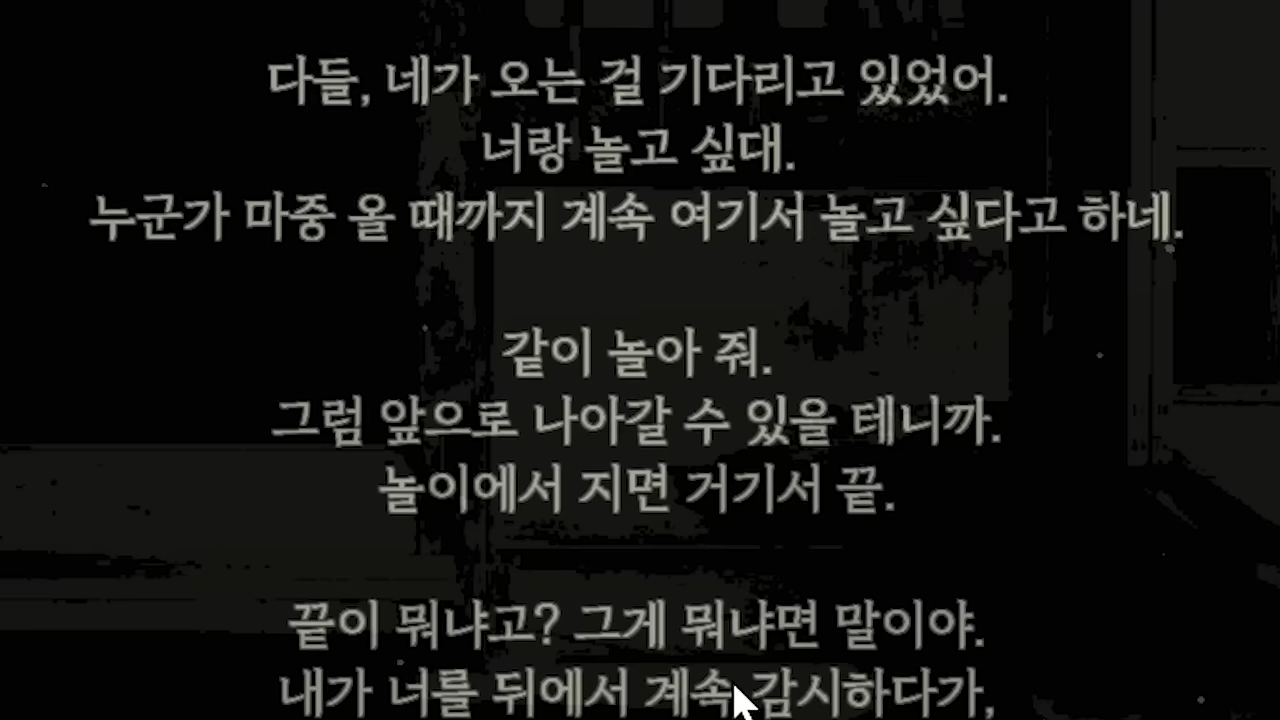 다들, 네가 오는 걸 기다리고 있었어.
너랑 놀고 싶대.
누군가 마중 올 때까지 계속 여기서 놀고 싶다고 하네.
같이 놀아 줘.
그럼 앞으로 나아갈 수 있을 테니까.
놀이에서 지면 거기서 끝.
끝이 뭐냐고? 그게 뭐냐면 말이야.
내가 너를 뒤에서 계속 감시하다가,